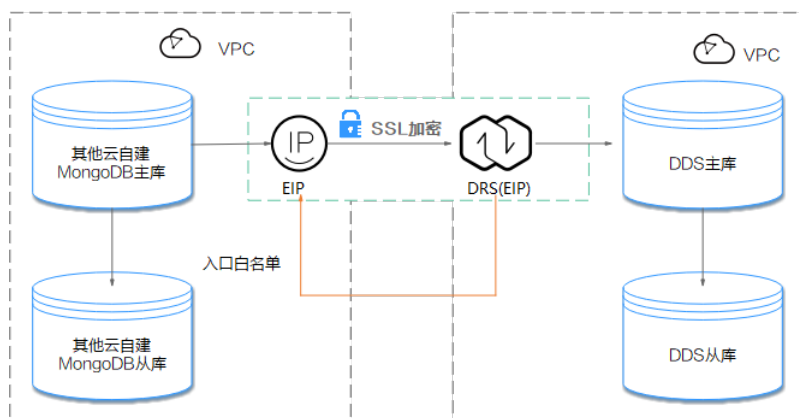 VPC
VPC
其他云自建
MongoDB主库
EIP
SSL加密
DRS(EIP)
DDS主库
入口白名单
其他云自建
MongoDB从库
DDS从库